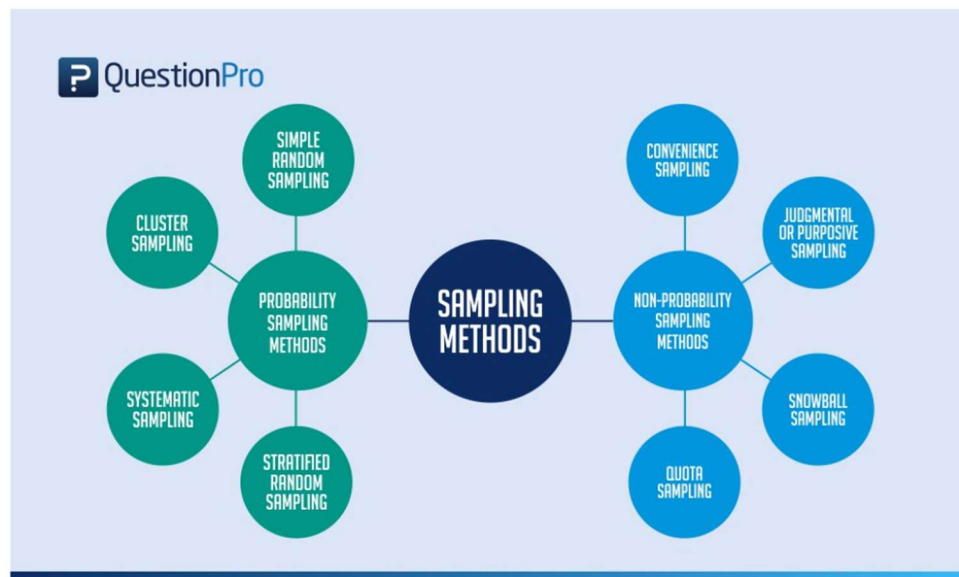 QuestionPro
SIMPLE
RANDOM
SAMPLING
CLUSTER
SAMPLING
PROBABILITY
SAMPLING
METHODS
SYSTEMATIC
SAMPLING
STRATIFIED
RANDOM
SAMPLING
SAMPLING
METHODS
CONVENIENCE
SAMPLING
JUDGMENTAL
OR PURPOSIVE
SAMPLING
NON-PROBABILITY
SAMPLING
METHODS
SNOWBALL
SAMPLING
QUOTA
SAMPLING